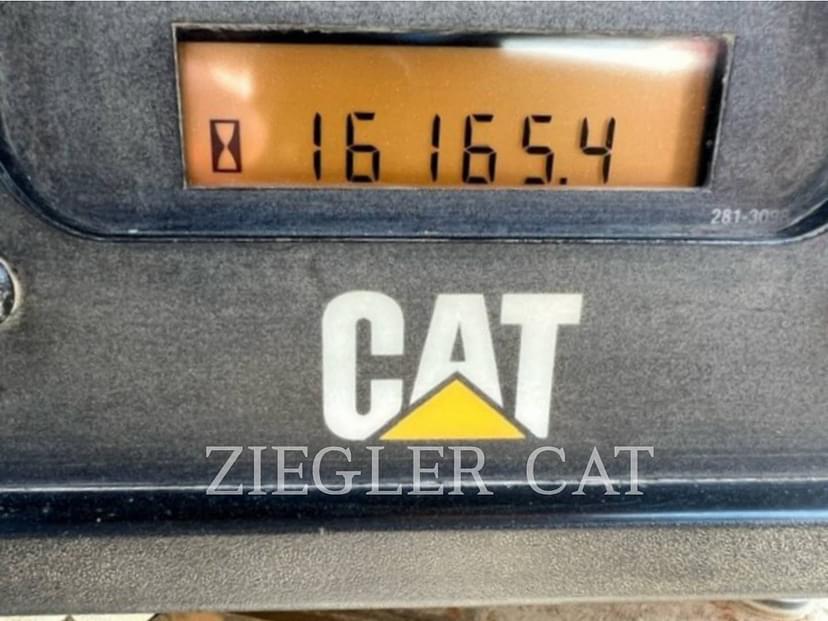 16165.4
281-309
CAT
ZIEGLER CAT